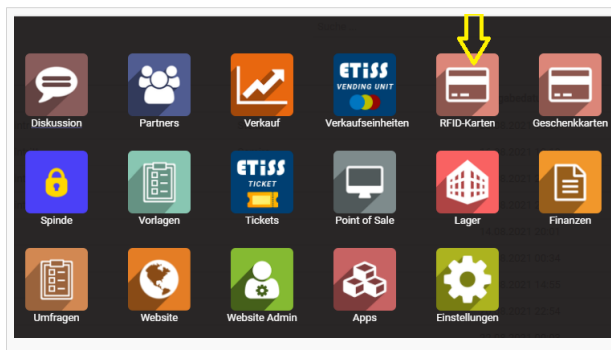 ETiSS
VENDING UNIT
Diskussion
Partners
Verkauf
Verkaufseinheiten
RFID-Karten
Geschenkkarten
ETiSS
TICKET
Spinde
Vorlagen
Tickets
Point of Sale
Lager
Finanzen
Umfragen
Website
Website Admin
Apps
Einstellungen